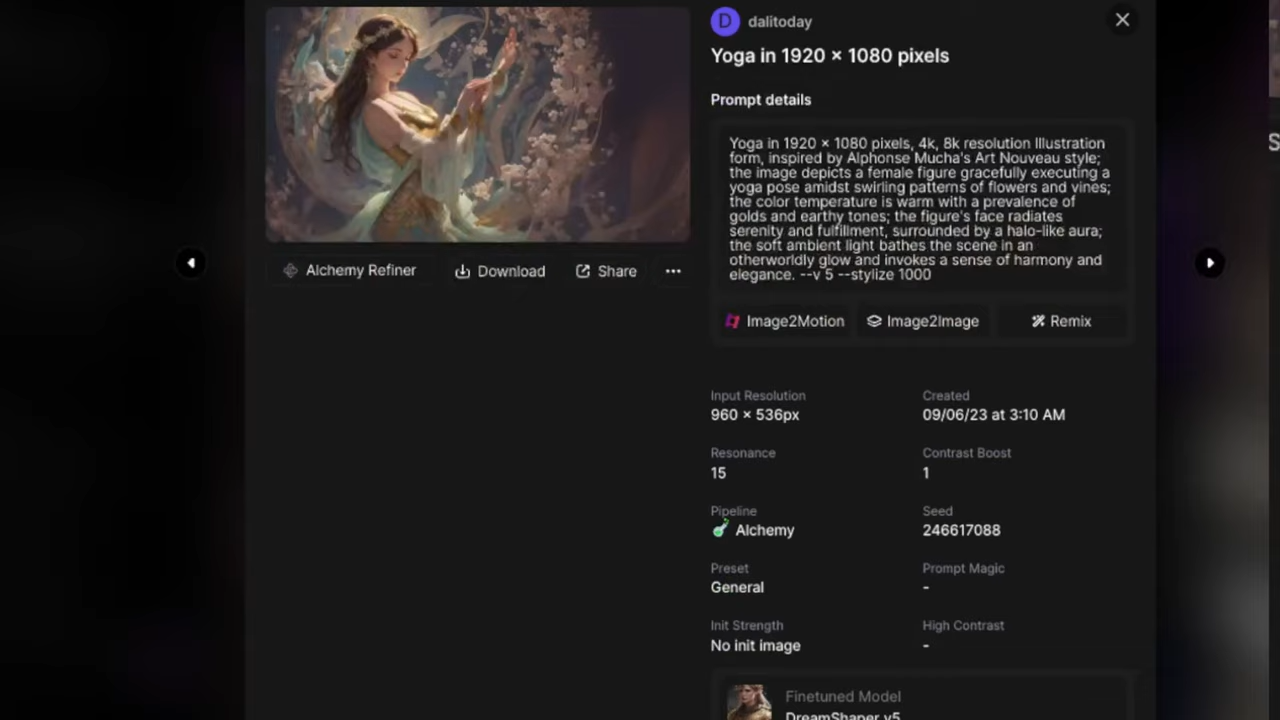 D dalitoday
Yoga in 1920 × 1080 pixels
Prompt details
Yoga in 1920 × 1080 pixels, 4k, 8k resolution Illustration
form, inspired by Alphonse Mucha's Art Nouveau style;
the image depicts a female figure gracefully executing a
yoga pose amidst swirling patterns of flowers and vines;
the color temperature is warm with a prevalence of
golds and earthy tones; the figure's face radiates
serenity and fulfillment, surrounded by a halo-like aura;
the soft ambient light bathes the scene in an
otherworldly glow and invokes a sense of harmony and
elegance. --v 5 --stylize 1000
Alchemy Refiner Download Share
Image2Motion Image2Image Remix
Input Resolution Created
960 × 536px 09/06/23 at 3:10 AM
Resonance Contrast Boost
15 1
Pipeline Seed
Alchemy 246617088
Preset Prompt Magic
General -
Init Strength High Contrast
No init image -
Finetuned Model
DreamShaper v5
S